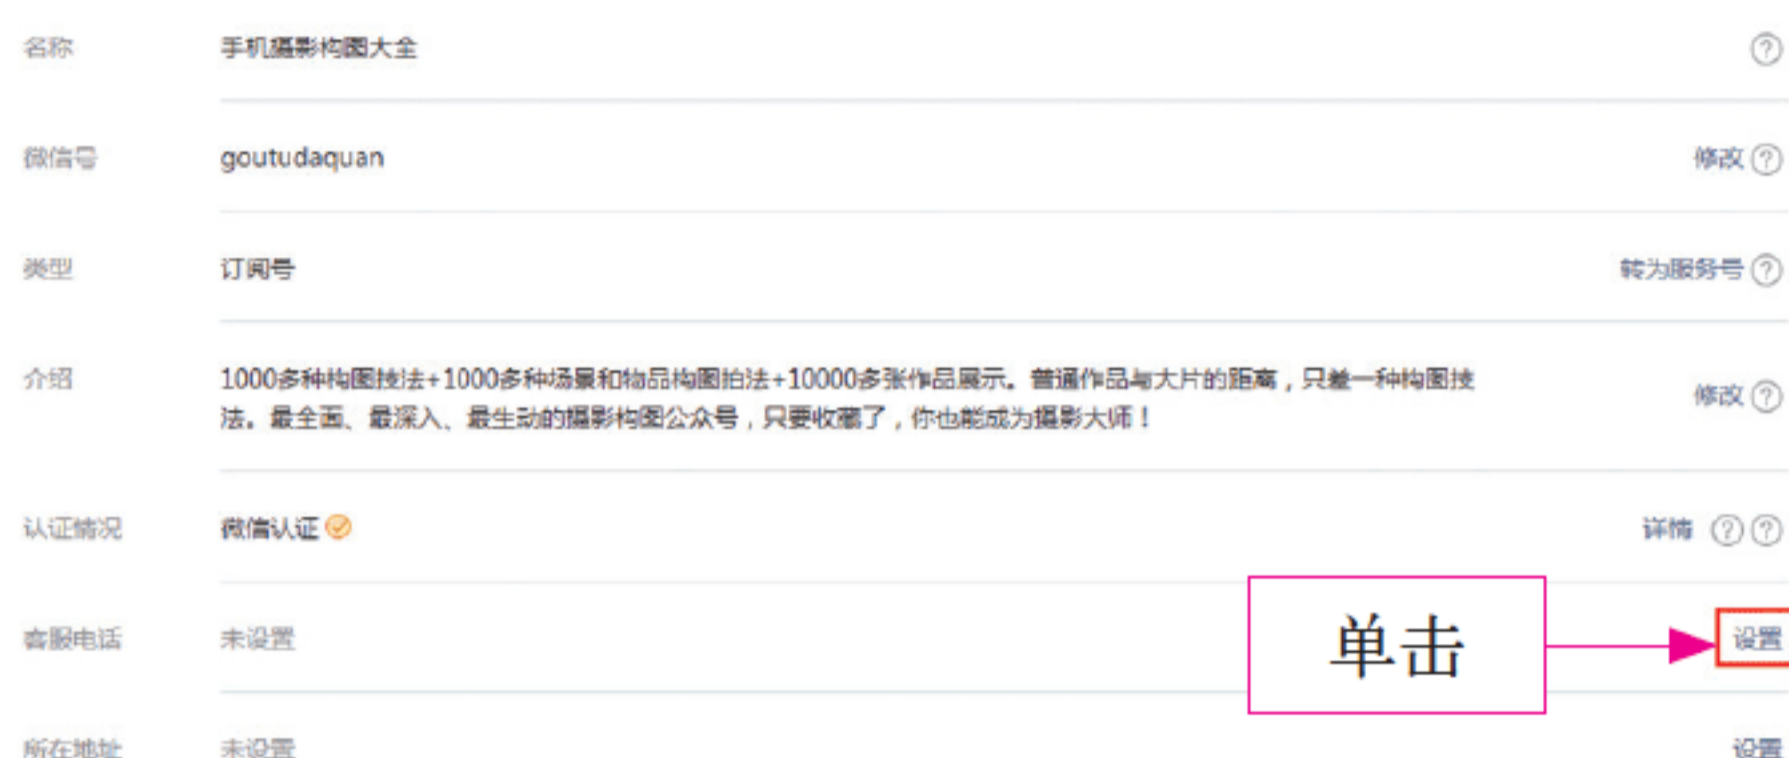 名称 手机摄影构图大全
微信号 goutudaquan 修改
类型 订阅号 转为服务号
介绍 1000多种构图技法+1000多种场景和物品构图拍法+10000多张作品展示。普通作品与大片的距离，只差一种构图技
法。最全面、最深入、最生动的摄影构图公众号，只要收藏了，你也能成为摄影大师！ 修改
认证情况 微信认证 详情
客服电话 未设置 单击 设置
所在地址 未设置 设置